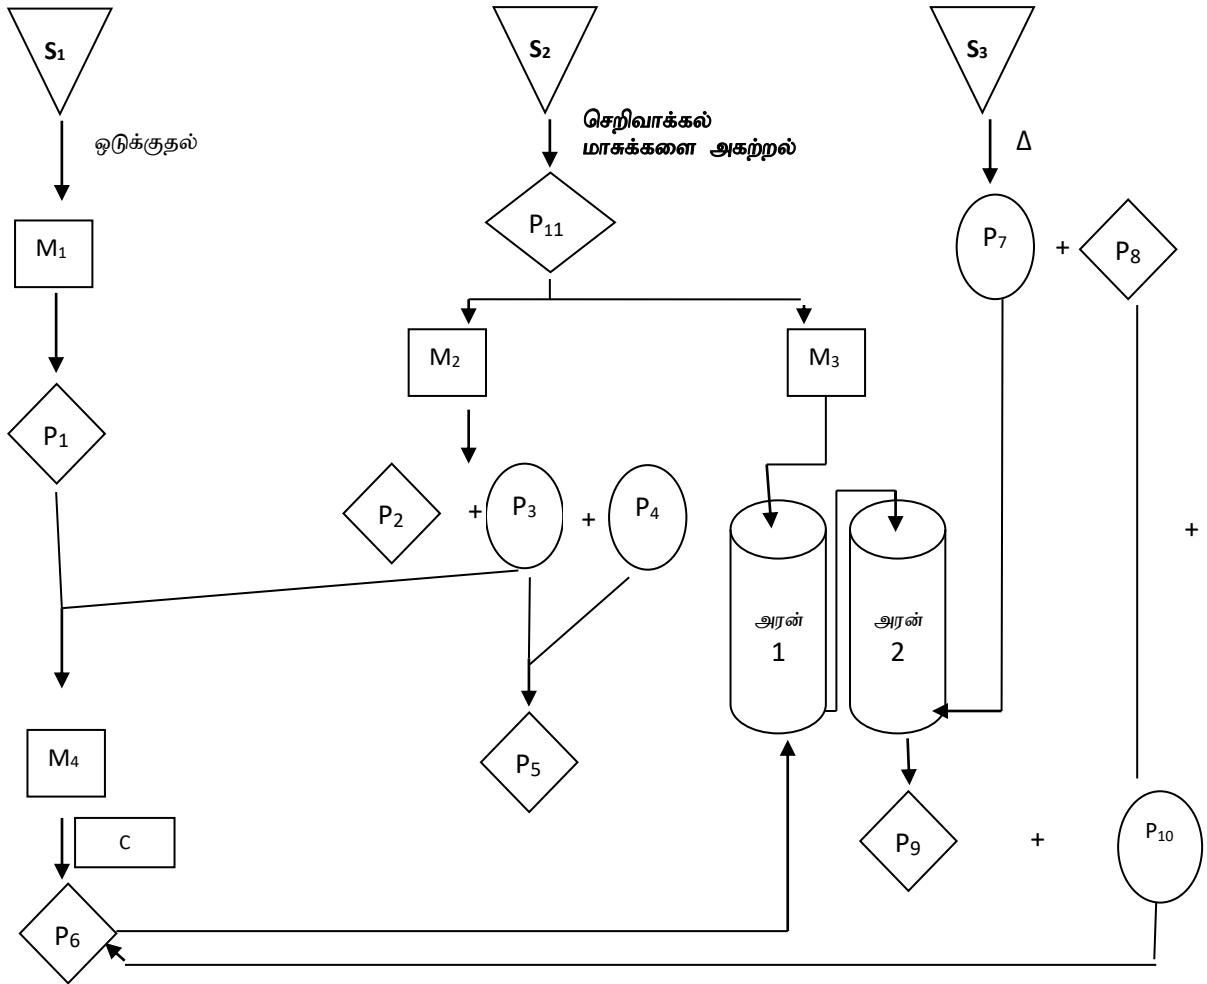 S₁
S₂
S₃
ஒடுக்குதல்
செறிவாக்கல்
மாசுக்களை அகற்றல்
Δ
M₁
P₁₁
P₇ + P₈
M₂
M₃
P₁
P₂ + P₃ + P₄
+
அரன்
1
அரன்
2
M₄
P₅
C
P₉ + P₁₀
P₆